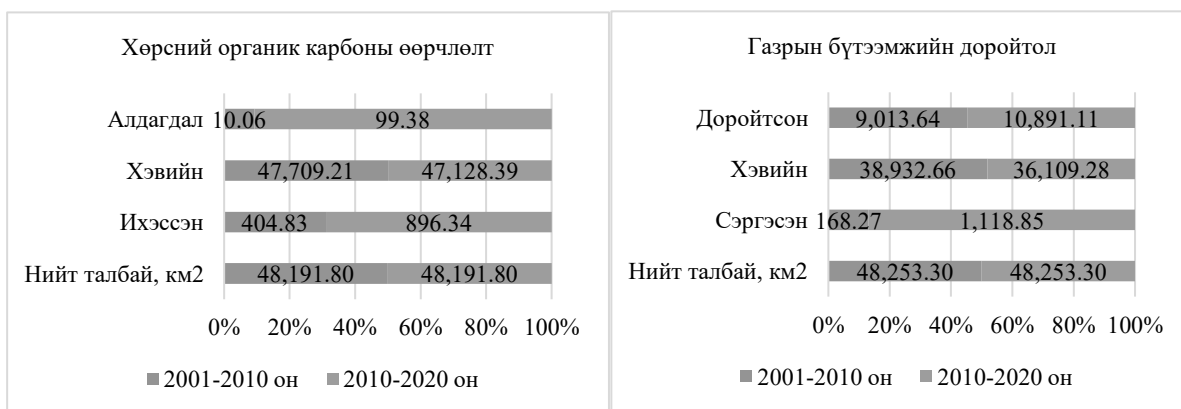 Хөрсний органик карбоны өөрчлөлт
Алдагдал 10.06 99.38
Хэвийн 47,709.21 47,128.39
Ихэссэн 404.83 896.34
Нийт талбай, км2 48,191.80 48,191.80
0% 20% 40% 60% 80% 100%
2001-2010 он 2010-2020 он
Газрын бүтээмжийн доройтол
Доройтсон 9,013.64 10,891.11
Хэвийн 38,932.66 36,109.28
Сэргэсэн 168.27 1,118.85
Нийт талбай, км2 48,253.30 48,253.30
0% 20% 40% 60% 80% 100%
2001-2010 он 2010-2020 он